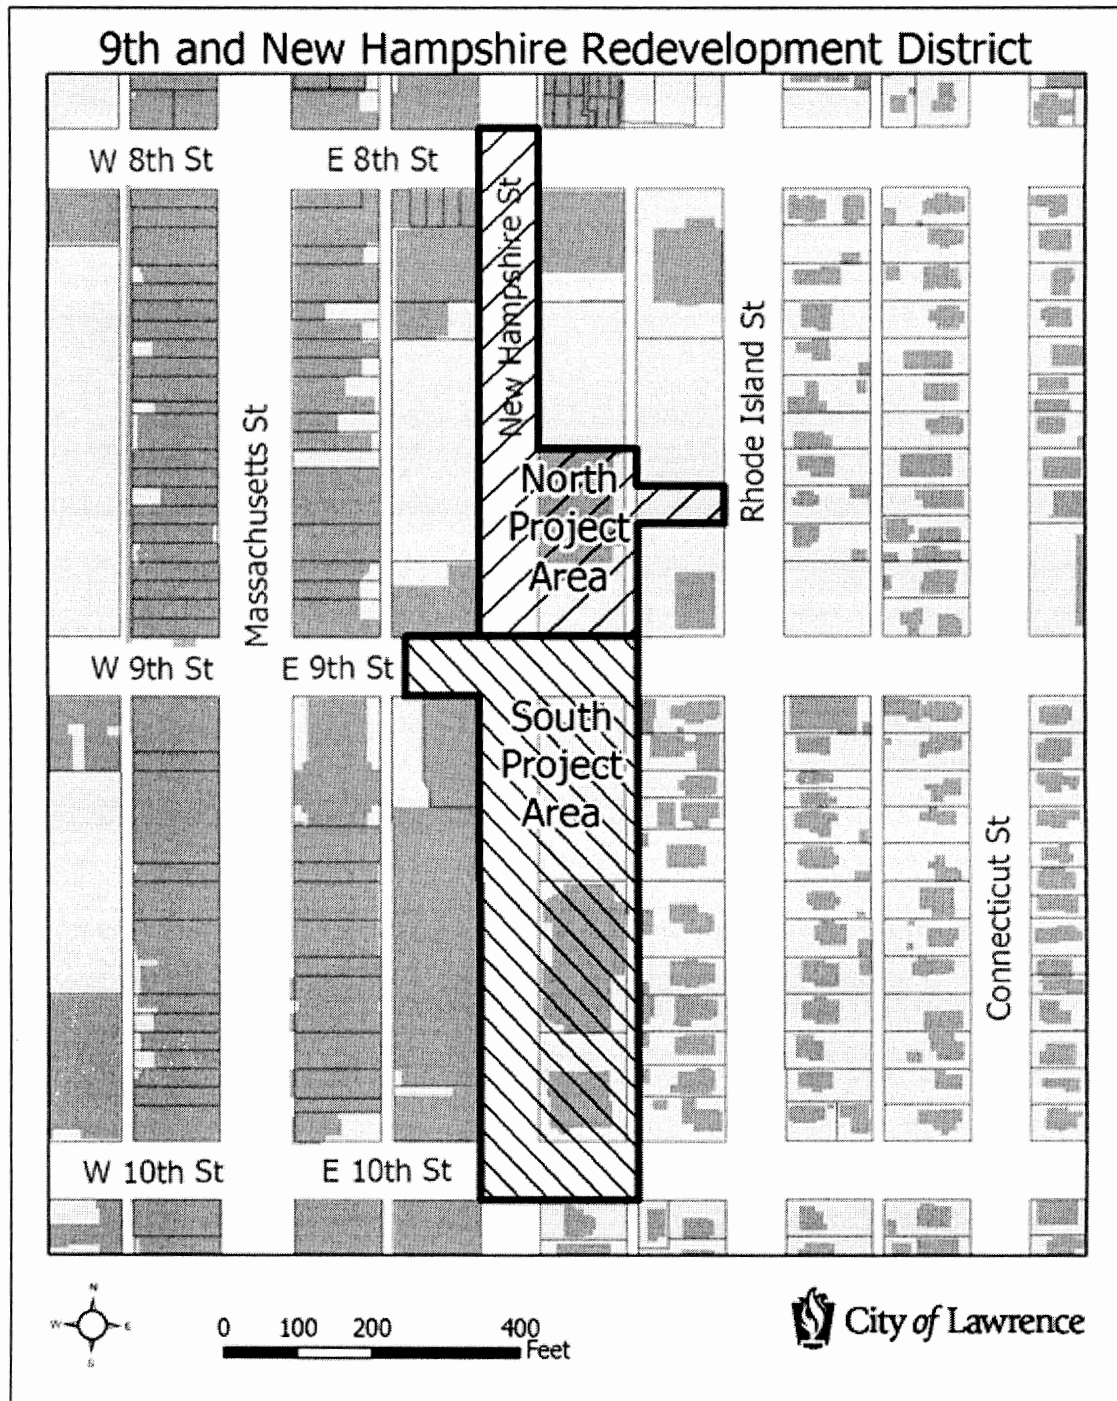 9th and New Hampshire Redevelopment District
W 8th St
E 8th St
New Hampshire St
Rhode Island St
Massachusetts St
North
Project
Area
W 9th St
E 9th St
South
Project
Area
Connecticut St
W 10th St
E 10th St
N
W
E
S
0 100 200 400
Feet
City of Lawrence